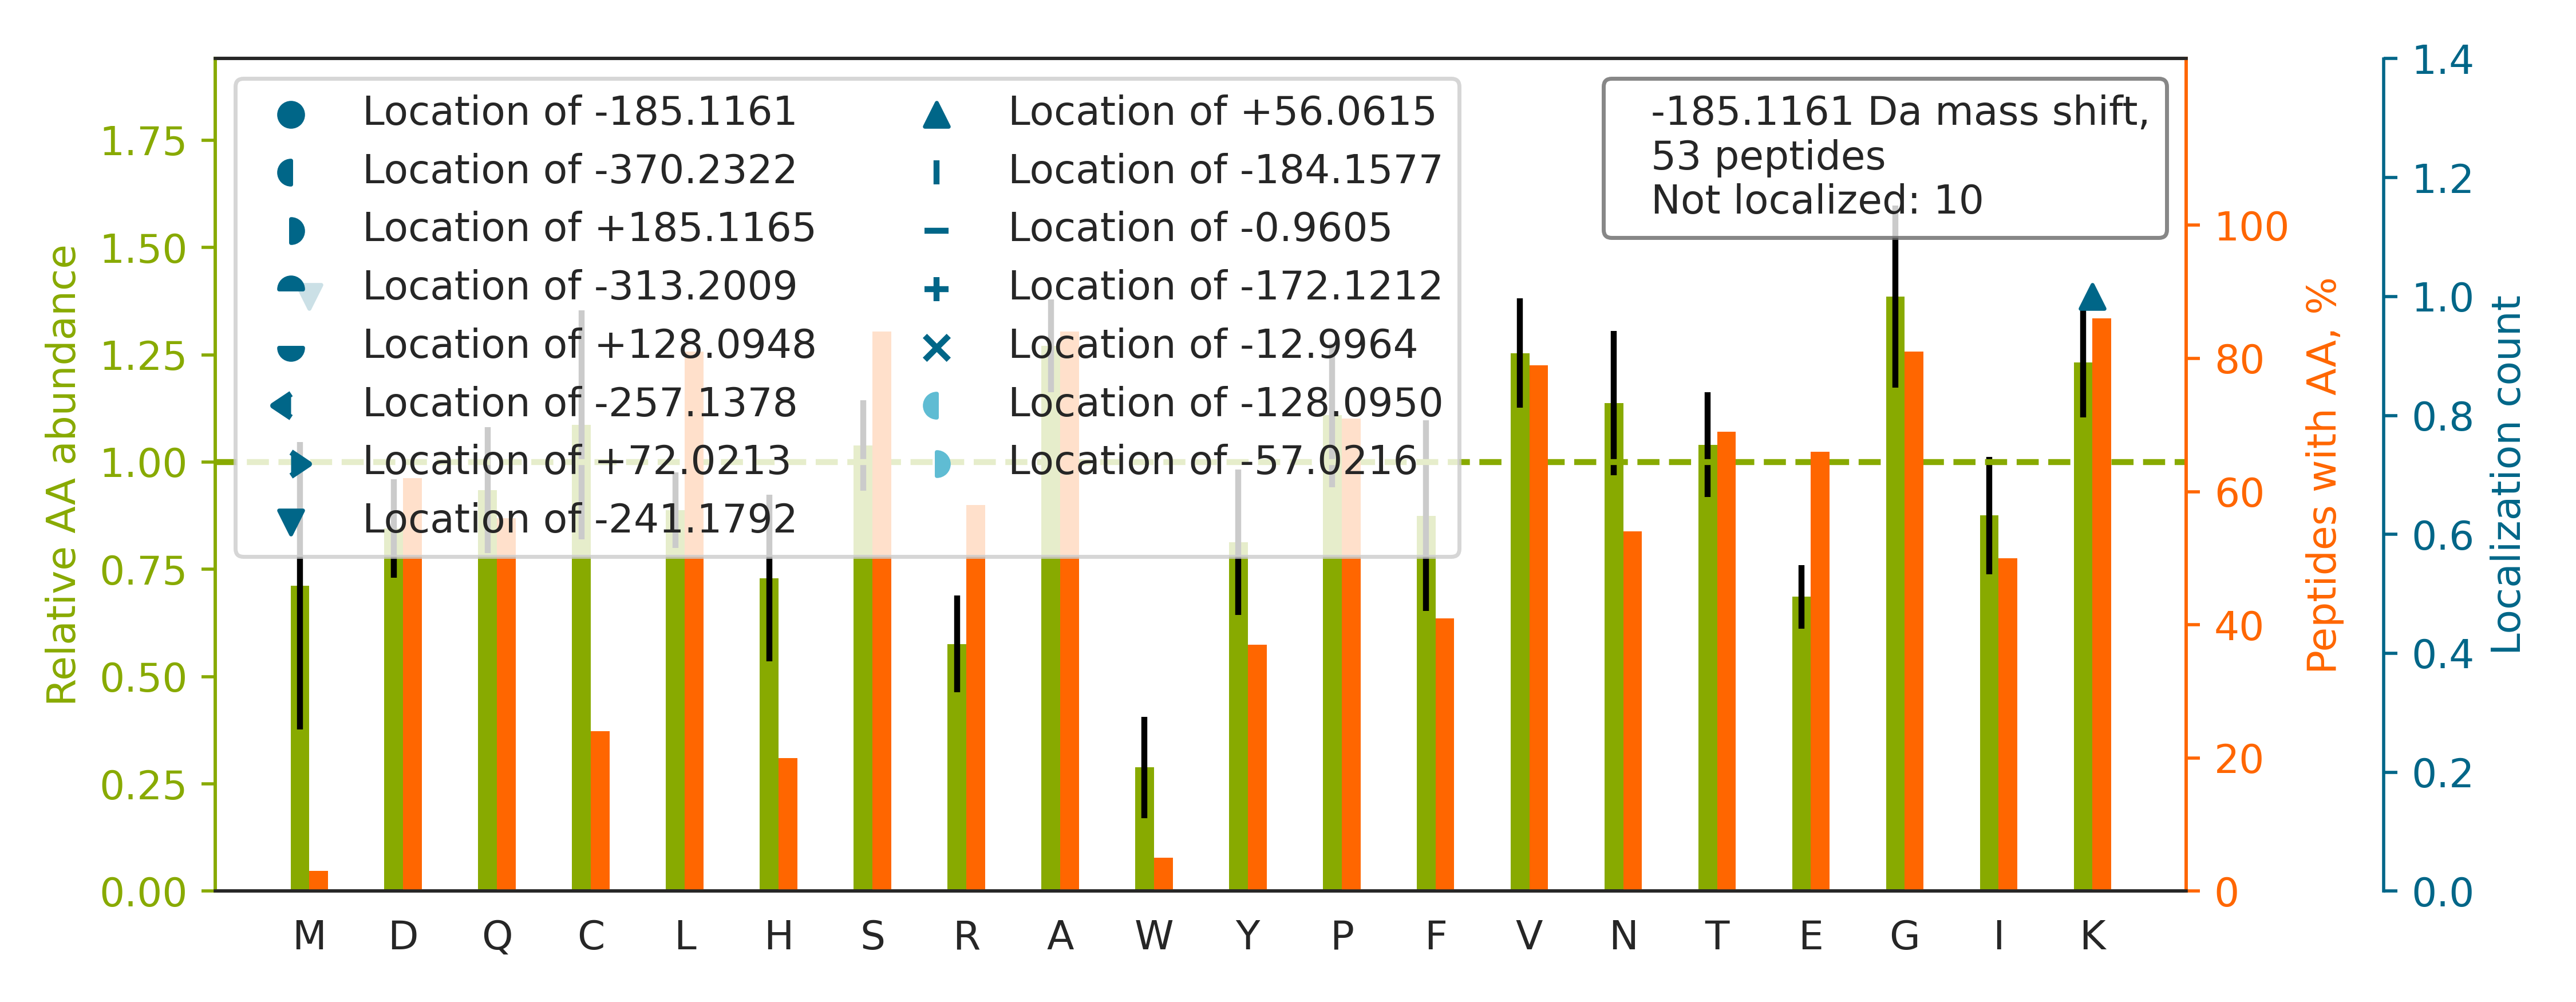 Location of -185.1161
Location of -370.2322
Location of +185.1165
Location of -313.2009
Location of +128.0948
Location of -257.1378
Location of +72.0213
Location of -241.1792
Location of +56.0615
Location of -184.1577
Location of -0.9605
Location of -172.1212
Location of -12.9964
Location of -128.0950
Location of -57.0216
-185.1161 Da mass shift,
53 peptides
Not localized: 10
Relative AA abundance
1.75
1.50
1.25
1.00
0.75
0.50
0.25
0.00
M D Q C L H S R A W Y P F V N T E G I K
100
80
60
40
20
0
Peptides with AA, %
1.4
1.2
1.0
0.8
0.6
0.4
0.2
0.0
Localization count